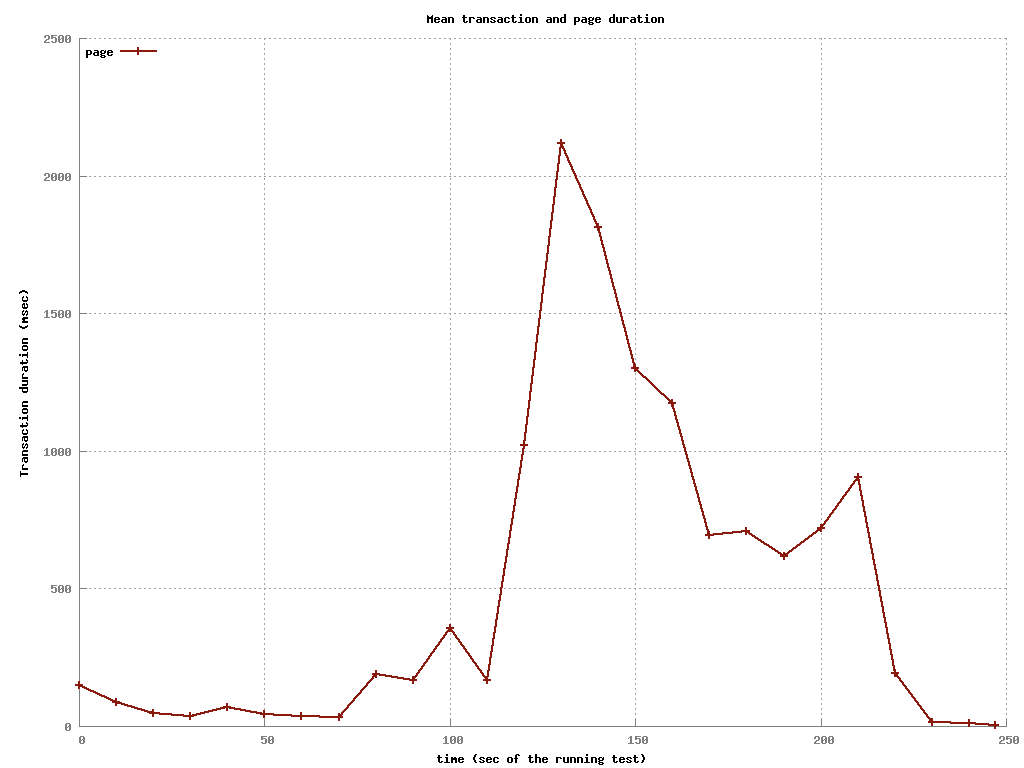 Mean transaction and page duration
page
2500
2000
1500
1000
500
0
Transaction duration (msec)
0 50 100 150 200 250
time (sec of the running test)